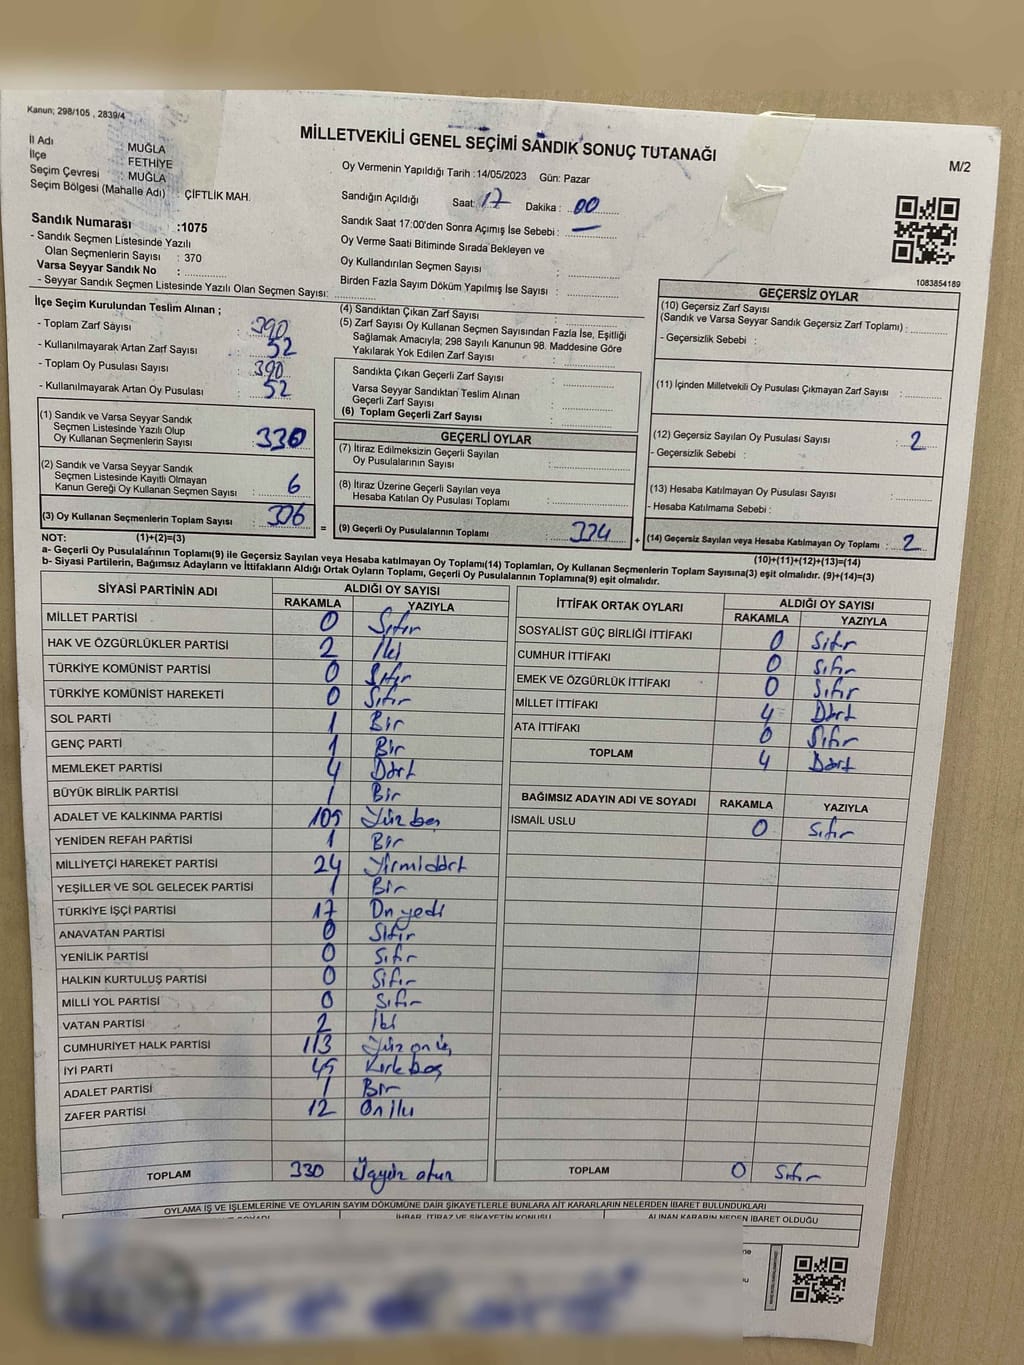 Kanun; 298/105 , 2839/4
MİLLETVEKİLİ GENEL SEÇİMİ SANDIK SONUÇ TUTANAĞI
M/2
İl Adı : MUĞLA
İlçe : FETHİYE
Seçim Çevresi : MUĞLA
Seçim Bölgesi (Mahalle Adı) : ÇİFTLİK MAH.
Sandık Numarası :1075
- Sandık Seçmen Listesinde Yazılı
Olan Seçmenlerin Sayısı : 370
Varsa Seyyar Sandık No :
- Seyyar Sandık Seçmen Listesinde Yazılı Olan Seçmen Sayısı:
Oy Vermenin Yapıldığı Tarih :14/05/2023 Gün: Pazar
Sandığın Açıldığı Saat: 17 Dakika : 00
Sandık Saat 17:00'den Sonra Açımış İse Sebebi :
Oy Verme Saati Bitiminde Sırada Bekleyen ve
Oy Kullandırılan Seçmen Sayısı :
Birden Fazla Sayım Döküm Yapılmış İse Sayısı :
1083854189
İlçe Seçim Kurulundan Teslim Alınan ;
- Toplam Zarf Sayısı : 390
- Kullanılmayarak Artan Zarf Sayısı : 52
- Toplam Oy Pusulası Sayısı : 390
- Kullanılmayarak Artan Oy Pusulası : 52
(1) Sandık ve Varsa Seyyar Sandık
Seçmen Listesinde Yazılı Olup
Oy Kullanan Seçmenlerin Sayısı : 330
(2) Sandık ve Varsa Seyyar Sandık
Seçmen Listesinde Kayıtlı Olmayan
Kanun Gereği Oy Kullanan Seçmen Sayısı : 6
(3) Oy Kullanan Seçmenlerin Toplam Sayısı : 306
(4) Sandıktan Çıkan Zarf Sayısı :
(5) Zarf Sayısı Oy Kullanan Seçmen Sayısından Fazla İse, Eşitliği
Sağlamak Amacıyla; 298 Sayılı Kanunun 98. Maddesine Göre
Yakılarak Yok Edilen Zarf Sayısı :
Sandıkta Çıkan Geçerli Zarf Sayısı :
Varsa Seyyar Sandıktan Teslim Alınan
Geçerli Zarf Sayısı :
(6) Toplam Geçerli Zarf Sayısı :
GEÇERLİ OYLAR
(7) İtiraz Edilmeksizin Geçerli Sayılan
Oy Pusulalarının Sayısı :
(8) İtiraz Üzerine Geçerli Sayılan veya
Hesaba Katılan Oy Pusulası Toplamı :
= (9) Geçerli Oy Pusulalarının Toplamı : 334
GEÇERSİZ OYLAR
(10) Geçersiz Zarf Sayısı
(Sandık ve Varsa Seyyar Sandık Geçersiz Zarf Toplamı) :
- Geçersizlik Sebebi :
(11) İçinden Milletvekili Oy Pusulası Çıkmayan Zarf Sayısı :
(12) Geçersiz Sayılan Oy Pusulası Sayısı : 2
- Geçersizlik Sebebi :
(13) Hesaba Katılmayan Oy Pusulası Sayısı :
- Hesaba Katılmama Sebebi :
+ (14) Geçersiz Sayılan veya Hesaba Katılmayan Oy Toplamı : 2
NOT: (1)+(2)=(3)
(10)+(11)+(12)+(13)=(14)
a- Geçerli Oy Pusulalarının Toplamı(9) ile Geçersiz Sayılan veya Hesaba katılmayan Oy Toplamı(14) Toplamları, Oy Kullanan Seçmenlerin Toplam Sayısına(3) eşit olmalıdır. (9)+(14)=(3)
b- Siyasi Partilerin, Bağımsız Adayların ve İttifakların Aldığı Oy Ortak Oyların Toplamı, Geçerli Oy Pusulalarının Toplamına(9) eşit olmalıdır.
SİYASİ PARTİNİN ADI ALDIĞI OY SAYISI
RAKAMLA YAZIYLA
MİLLET PARTİSİ 0 Sıfır
HAK VE ÖZGÜRLÜKLER PARTİSİ 2 İki
TÜRKİYE KOMÜNİST PARTİSİ 0 Sıfır
TÜRKİYE KOMÜNİST HAREKETİ 0 Sıfır
SOL PARTİ 1 Bir
GENÇ PARTİ 1 Bir
MEMLEKET PARTİSİ 4 Dört
BÜYÜK BİRLİK PARTİSİ 1 Bir
ADALET VE KALKINMA PARTİSİ 105 Yüz beş
YENİDEN REFAH PARTİSİ 1 Bir
MİLLİYETÇİ HAREKET PARTİSİ 24 Yirmi dört
YEŞİLLER VE SOL GELECEK PARTİSİ 1 Bir
TÜRKİYE İŞÇİ PARTİSİ 17 On yedi
ANAVATAN PARTİSİ 0 Sıfır
YENİLİK PARTİSİ 0 Sıfır
HALKIN KURTULUŞ PARTİSİ 0 Sıfır
MİLLİ YOL PARTİSİ 0 Sıfır
VATAN PARTİSİ 2 İki
CUMHURİYET HALK PARTİSİ 113 Yüz on üç
İYİ PARTİ 45 Kırk beş
ADALET PARTİSİ 1 Bir
ZAFER PARTİSİ 12 On iki
TOPLAM 330 Üçyüz otuz
İTTİFAK ORTAK OYLARI ALDIĞI OY SAYISI
RAKAMLA YAZIYLA
SOSYALİST GÜÇ BİRLİĞİ İTTİFAKI 0 Sıfır
CUMHUR İTTİFAKI 0 Sıfır
EMEK VE ÖZGÜRLÜK İTTİFAKI 0 Sıfır
MİLLET İTTİFAKI 4 Dört
ATA İTTİFAKI 0 Sıfır
TOPLAM 4 Dört
BAĞIMSIZ ADAYIN ADI VE SOYADI RAKAMLA YAZIYLA
İSMAİL USLU 0 Sıfır
TOPLAM 0 Sıfır
OYLAMA İŞ VE İŞLEMLERİNE VE OYLARIN SAYIM DÖKÜMÜNE DAİR ŞİKAYETLERLE BUNLARA AİT KARARLARIN NELERDEN İBARET BULUNDUKLARI
İHBAR, İTİRAZ VE ŞİKAYETİN KONUSU ALINAN KARARIN NEDEN İBARET OLDUĞU